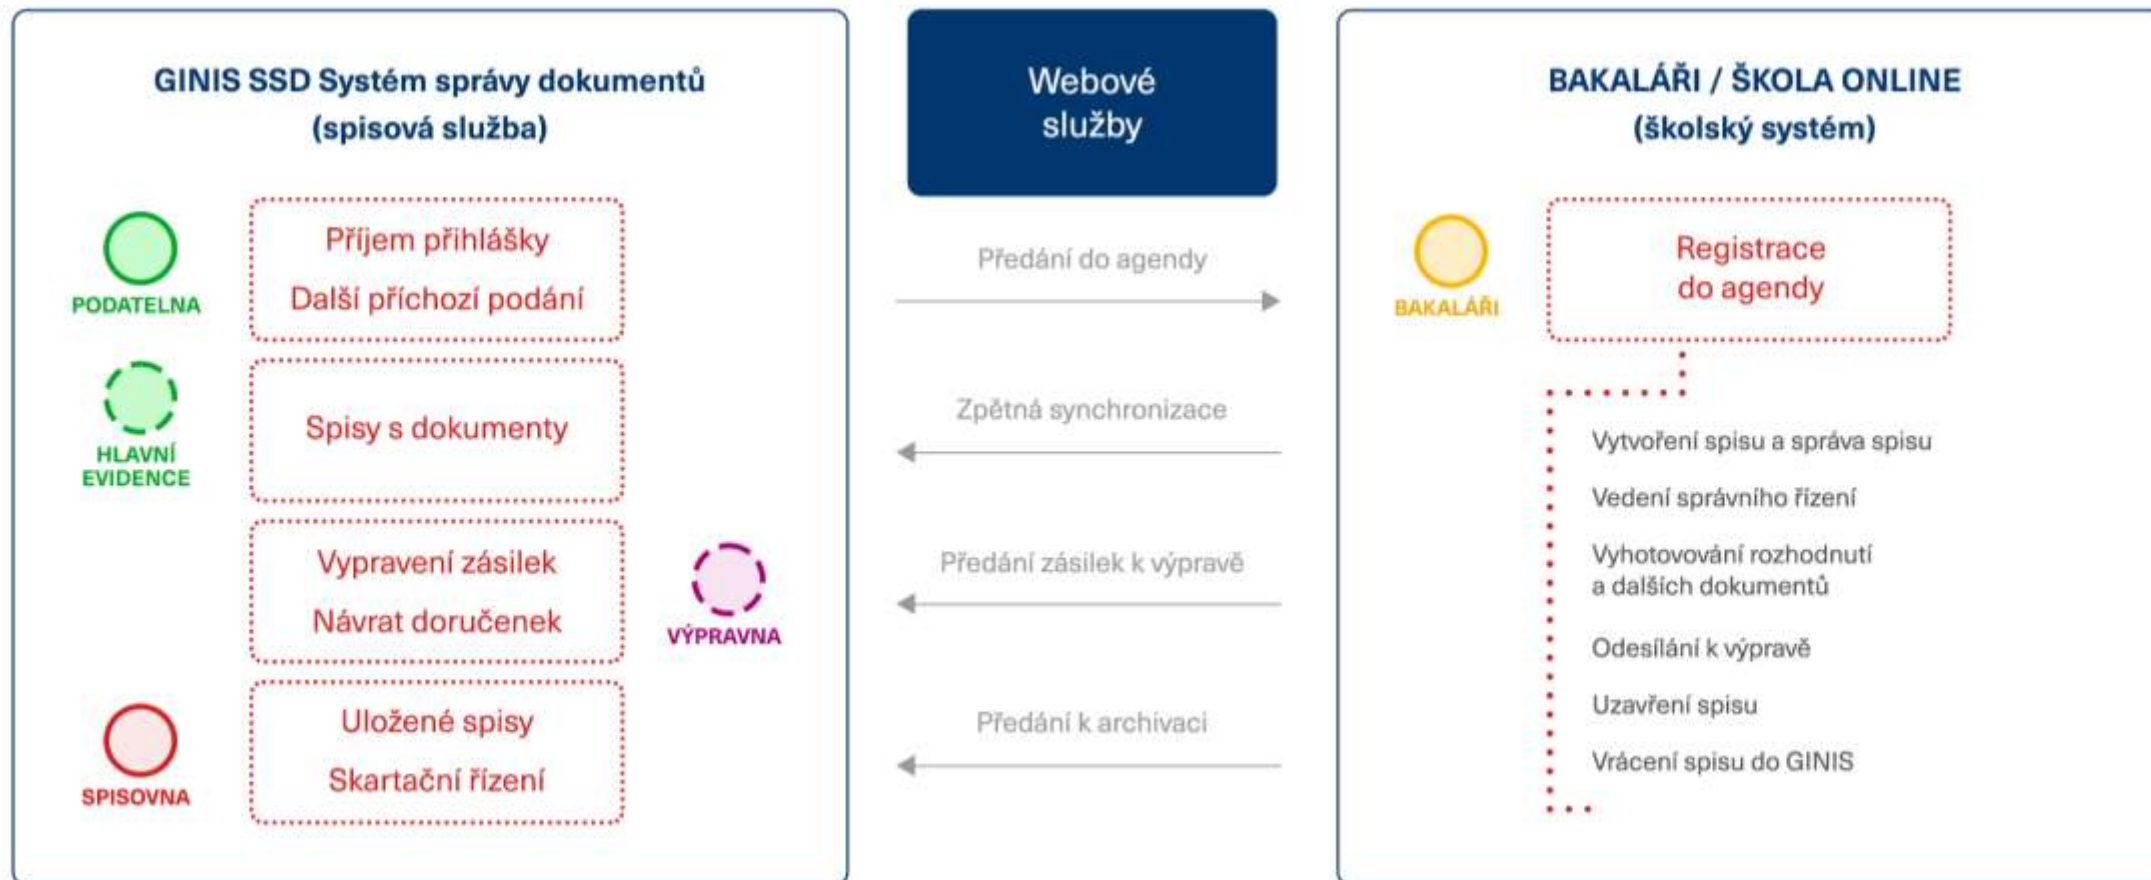 GINIS SSD Systém správy dokumentů
(spisová služba)
PODATELNA
Příjem přihlášky
Další příchozí podání
HLAVNÍ
EVIDENCE
Spisy s dokumenty
Vypravení zásilek
Návrat doručenek
VÝPRAVNA
SPISOVNA
Uložené spisy
Skartační řízení
Webové
služby
Předání do agendy
Zpětná synchronizace
Předání zásilek k výpravě
Předání k archivaci
BAKALÁŘI / ŠKOLA ONLINE
(školský systém)
BAKALÁŘI
Registrace
do agendy
Vytvoření spisu a správa spisu
Vedení správního řízení
Vyhotovování rozhodnutí
a dalších dokumentů
Odesílání k výpravě
Uzavření spisu
Vrácení spisu do GINIS